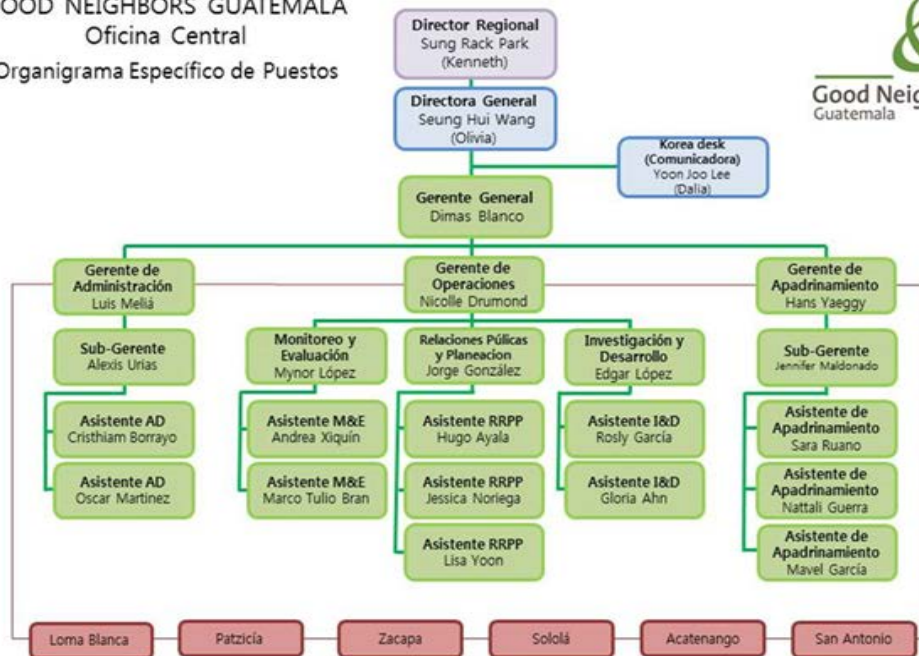 OOD NEIGHBORS GUATEMALA
Oficina Central
Organigrama Específico de Puestos
Good Neig
Guatemala
Director Regional
Sung Rack Park
(Kenneth)
Directora General
Seung Hui Wang
(Olivia)
Korea desk
(Comunicadora)
Yoon Joo Lee
(Dalia)
Gerente General
Dimas Blanco
Gerente de
Administración
Luis Meliá
Gerente de
Operaciones
Nicolle Drumond
Gerente de
Apadrinamiento
Hans Yaeggy
Sub-Gerente
Alexis Urias
Monitoreo y
Evaluación
Mynor López
Relaciones Púlicas
y Planeacion
Jorge González
Investigación y
Desarrollo
Edgar López
Sub-Gerente
Jennifer Maldonado
Asistente AD
Cristhiam Borrayo
Asistente M&E
Andrea Xiquín
Asistente RRPP
Hugo Ayala
Asistente I&D
Rosly García
Asistente de
Apadrinamiento
Sara Ruano
Asistente AD
Oscar Martinez
Asistente M&E
Marco Tulio Bran
Asistente RRPP
Jessica Noriega
Asistente I&D
Gloria Ahn
Asistente de
Apadrinamiento
Nattali Guerra
Asistente RRPP
Lisa Yoon
Asistente de
Apadrinamiento
Mavel García
Loma Blanca
Patzicía
Zacapa
Sololá
Acatenango
San Antonio